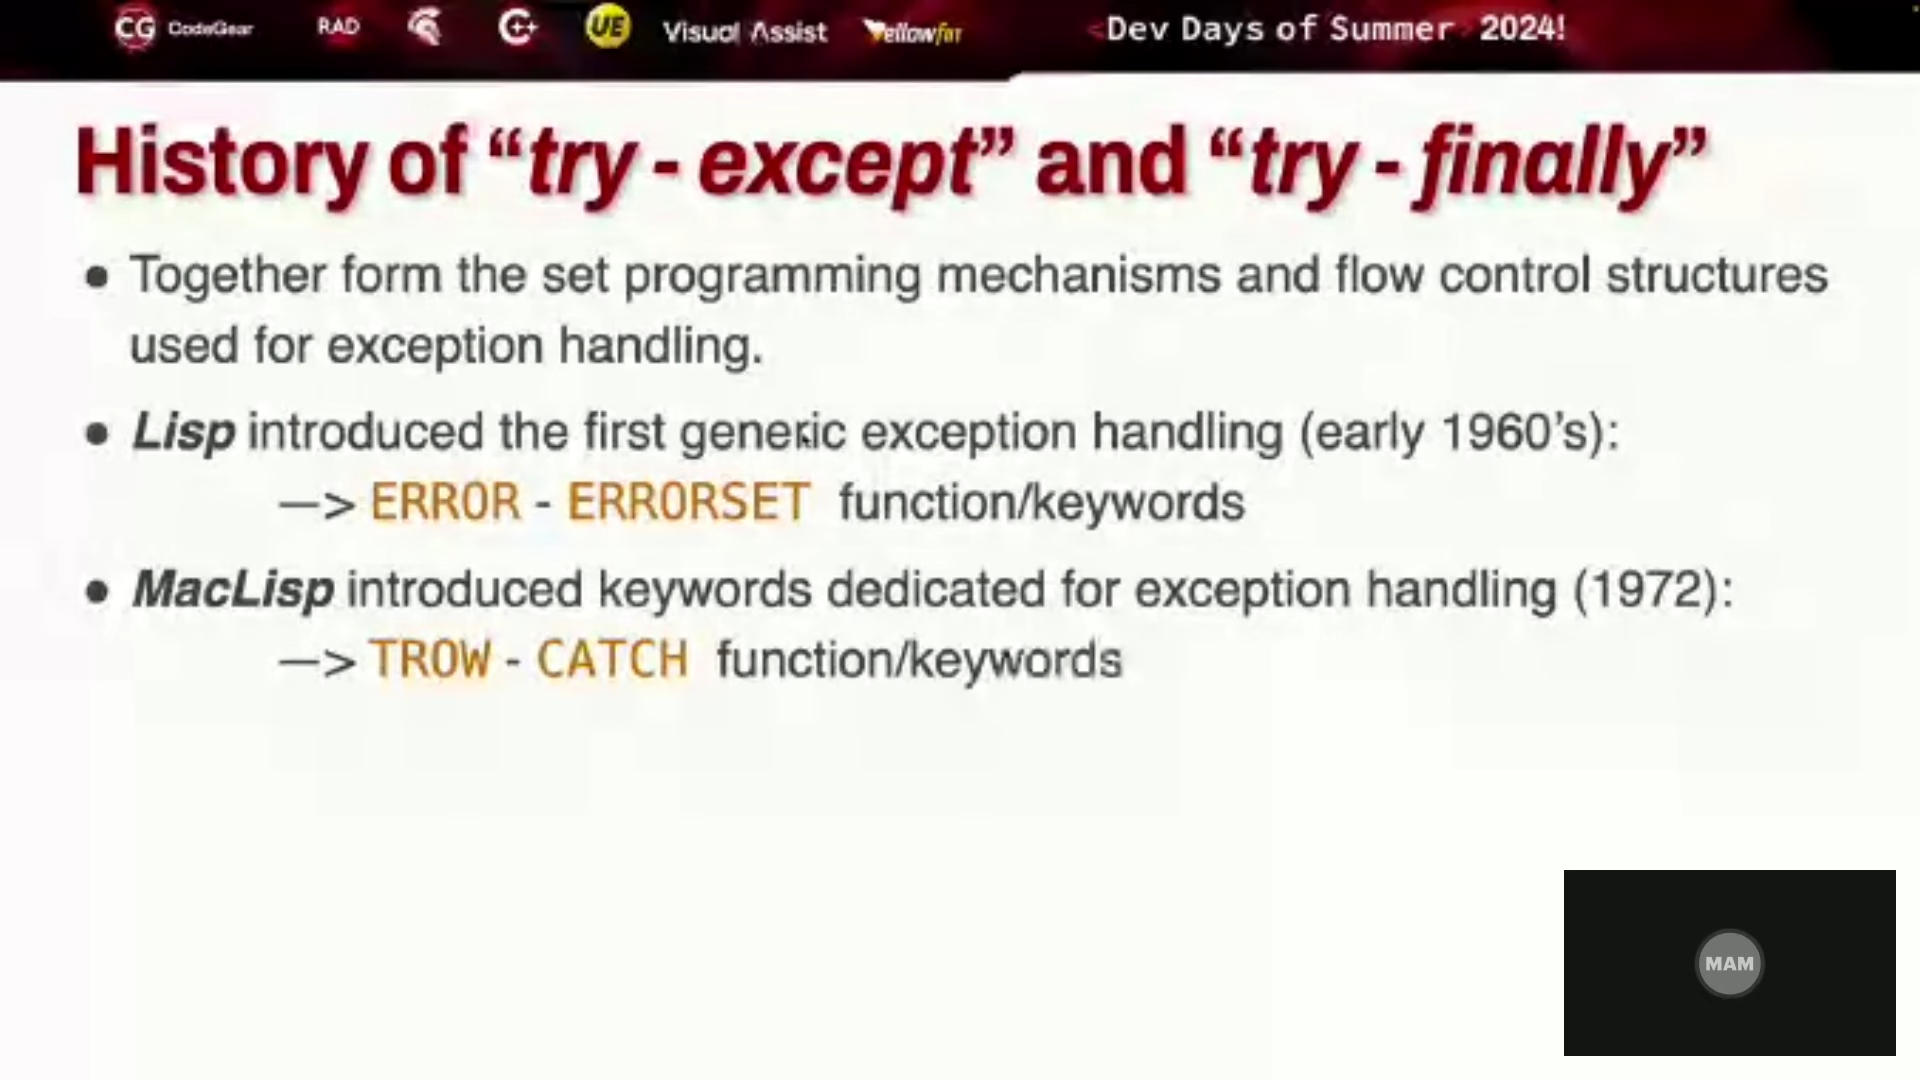 CG CodeGear RAD C++ UE Visual Assist Yellowfin <Dev Days of Summer 2024!
History of “try - except” and “try - finally”
● Together form the set programming mechanisms and flow control structures
used for exception handling.
● Lisp introduced the first generic exception handling (early 1960’s):
—> ERROR - ERRORSET function/keywords
● MacLisp introduced keywords dedicated for exception handling (1972):
—> TROW - CATCH function/keywords
MAM